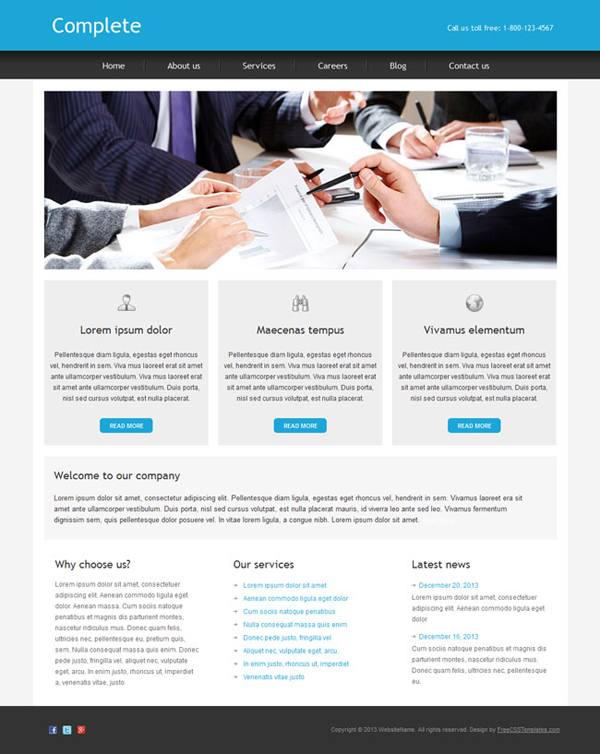 Complete
Call us toll free: 1-800-123-4567
Home About us Services Careers Blog Contact us
Lorem ipsum dolor
Pellentesque diam ligula, egestas eget rhoncus
vel, hendrerit in sem. Viva mus laoreet erat sit amet
ante ullamcorper vestibulum. Viva mus laoreet erat
sit amet ante ullamcorper vestibulum. Duis porta,
nisl sed cursus volutpat, est nulla placerat.
READ MORE
Maecenas tempus
Pellentesque diam ligula, egestas eget rhoncus
vel, hendrerit in sem. Viva mus laoreet erat sit amet
ante ullamcorper vestibulum. Viva mus laoreet erat
sit amet ante ullamcorper vestibulum. Duis porta,
nisl sed cursus volutpat, est nulla placerat.
READ MORE
Vivamus elementum
Pellentesque diam ligula, egestas eget rhoncus
vel, hendrerit in sem. Viva mus laoreet erat sit amet
ante ullamcorper vestibulum. Viva mus laoreet erat
sit amet ante ullamcorper vestibulum. Duis porta,
nisl sed cursus volutpat, est nulla placerat.
READ MORE
Welcome to our company
Lorem ipsum dolor sit amet, consectetur adipiscing elit. Pellentesque diam ligula, egestas eget rhoncus vel, hendrerit in sem. Vivamus laoreet era sit
amet ante ullamcorper vestibulum. Duis porta, nisl sed cursus volutpat, est nulla placerat mauris, id viverra leo ante sed est. Vivamus fermentum
dignissim sem, quis pellentesque dolor posuere vel. In vitae lorem ligula, a congue nibh. Lorem ipsum dolor sit amet.
Why choose us?
Lorem ipsum dolor sit amet, consectetuer
adipiscing elit. Aenean commodo ligula eget
dolor. Aenean massa. Cum sociis natoque
penatibus et magnis dis parturient montes,
nascetur ridiculus mus. Donec quam felis,
ultricies nec, pellentesque eu, pretium quis,
sem. Nulla consequat massa quis enim. Donec
pede justo, fringilla vel, aliquet nec, vulputate
eget, arcu. In enim justo, rhoncus ut, imperdiet
a, venenatis vitae, justo
Our services
Lorem ipsum dolor sit amet
Aenean commodo ligula eget dolor
Cum sociis natoque penatibus
Nulla consequat massa quis enim
Donec pede justo, fringilla vel
Aliquet nec, vulputate eget, arcu.
In enim justo, rhoncus ut, imperdiet
Venenatis vitae justo
Latest news
December 20, 2013
Lorem ipsum dolor sit amet, consectetuer
adipiscing elit. Aenean commodo ligula eget
dolor.
December 16, 2013
Cum sociis natoque penatibus et magnis dis
parturient montes, nascetur ridiculus mus.
Donec quam felis, ultricies nec, pellentesque
eu.
Copyright © 2013 WebsiteName. All rights reserved. Design by FreeCSSTemplates.com